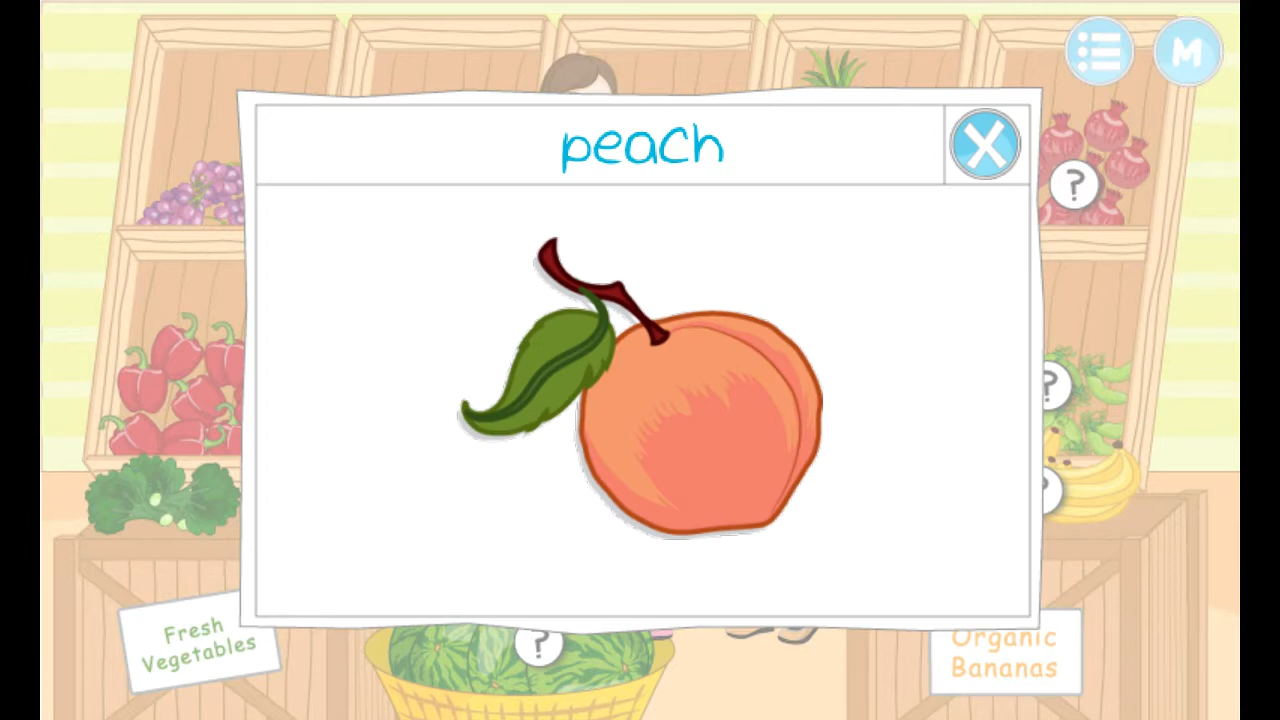 peach
X
M
?
?
?
?
Fresh
Vegetables
Organic
Bananas